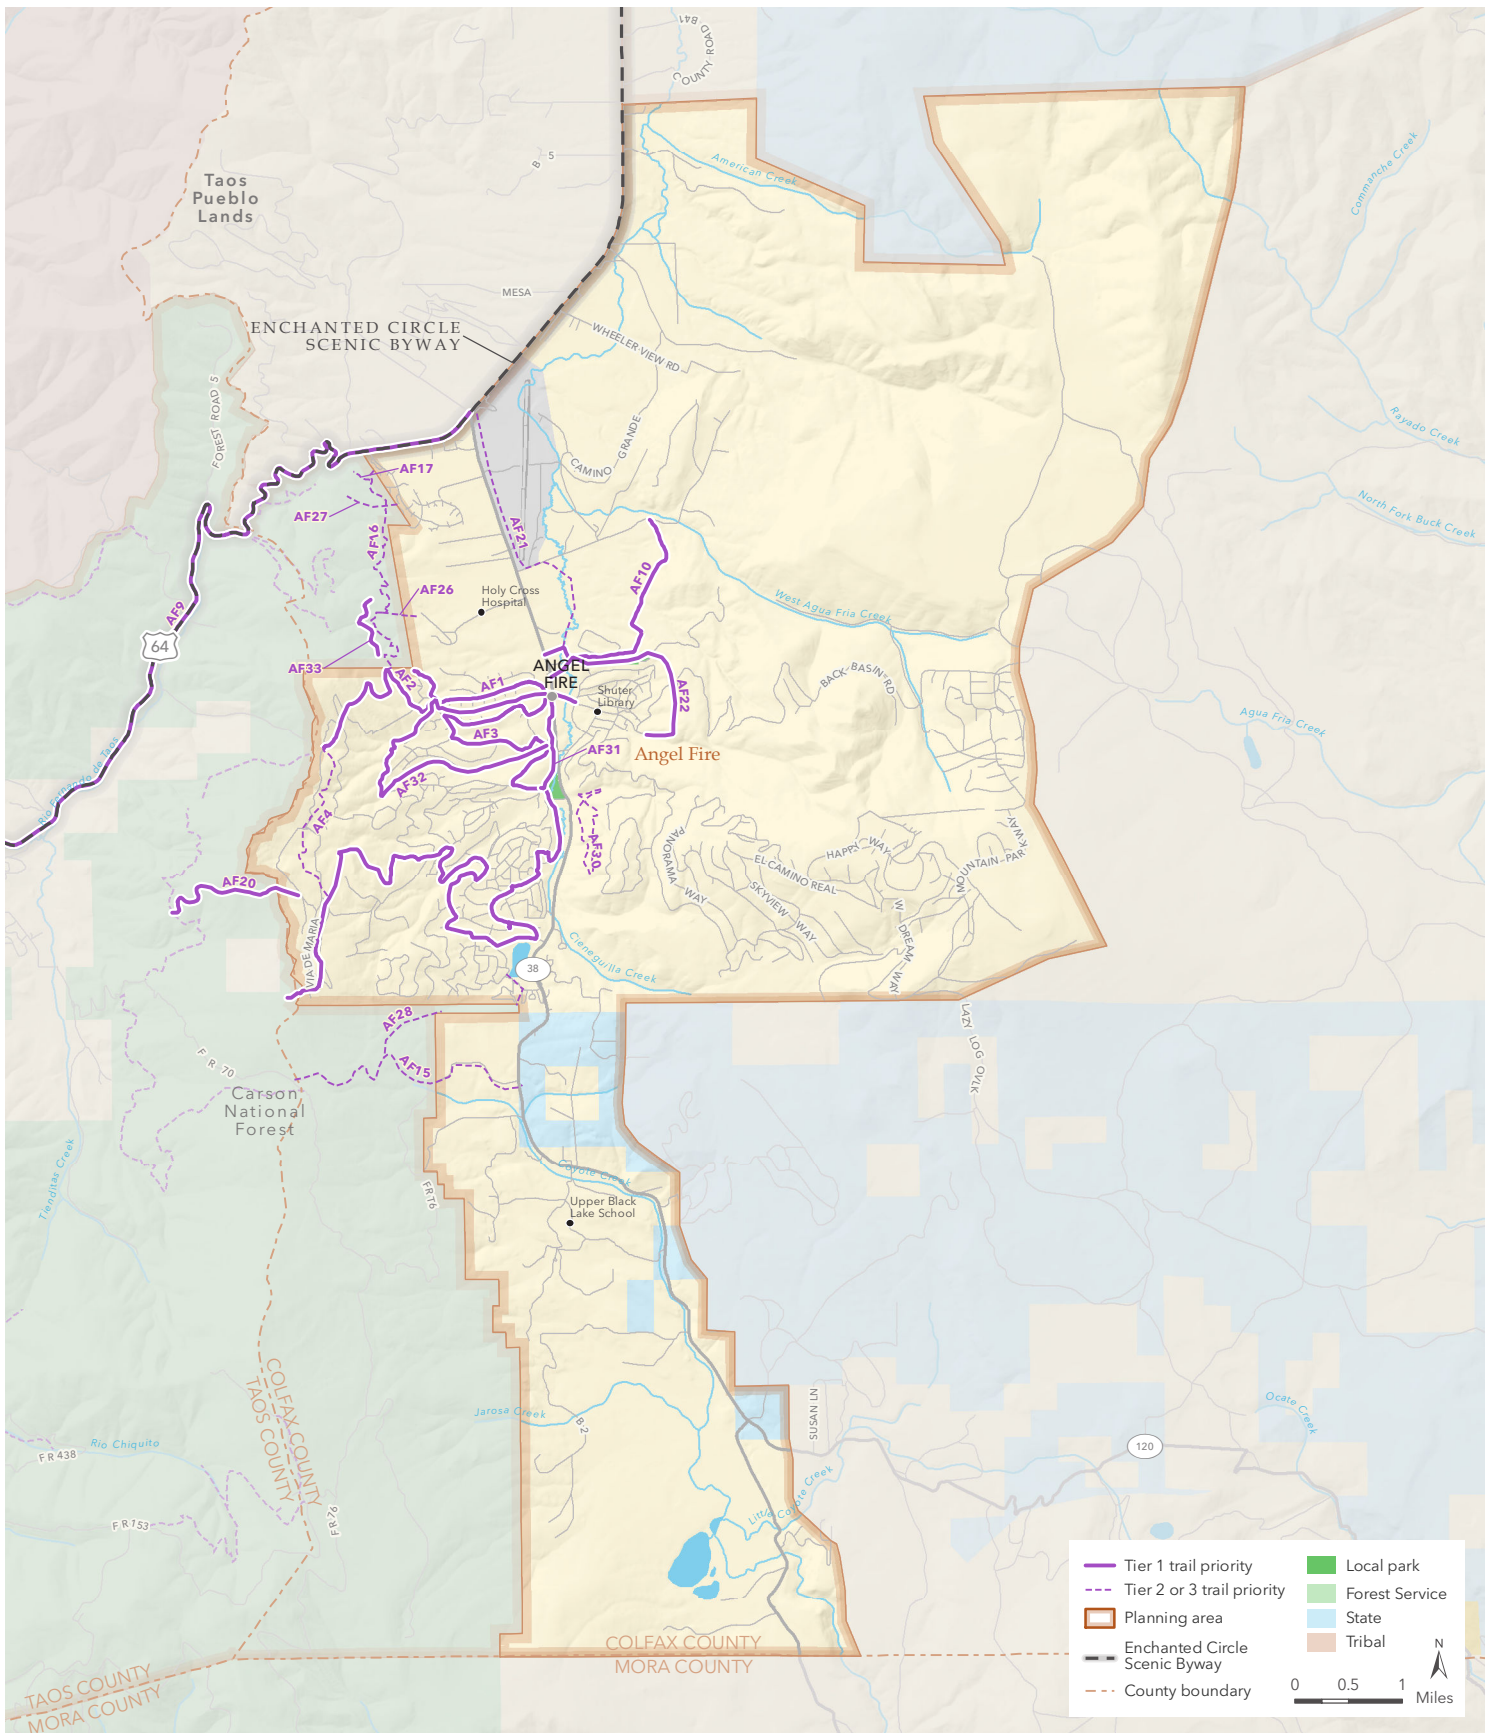 COUNTY ROAD B41
B 5
American Creek
Commanche Creek
Taos
Pueblo
Lands
MESA
ENCHANTED CIRCLE
SCENIC BYWAY
WHEELER VIEW RD
FOREST ROAD 5
CAMINO GRANDE
Rayado Creek
North Fork Buck Creek
AF17
AF27
AF16
AF21
AF26
AF10
Holy Cross
Hospital
West Agua Fria Creek
AF9
64
AF33
AF2
ANGEL
FIRE
AF1
Shuter
Library
AF22
BACK BASIN RD
AF3
AF31
Angel Fire
Agua Fria Creek
Rio Fernando de Taos
AF32
AF4
AF30
PANORAMA WAY
EL CAMINO REAL
HAPPY WAY
SKYVIEW WAY
MOUNTAIN PARK WAY
W DREAM WAY
AF20
VIA DE MARIA
Cieneguilla Creek
38
AF28
AF15
F R 70
LAZY LOG OVLK
Carson
National
Forest
Tienditas Creek
Coyote Creek
FR T6
Upper Black
Lake School
COLFAX COUNTY
TAOS COUNTY
Jarosa Creek
B 2
SUSAN LN
Ocate Creek
120
Rio Chiquito
F R 438
F R 153
FR 76
Little Coyote Creek
COLFAX COUNTY
MORA COUNTY
TAOS COUNTY
MORA COUNTY
Tier 1 trail priority
Tier 2 or 3 trail priority
Planning area
Enchanted Circle
Scenic Byway
County boundary
Local park
Forest Service
State
Tribal
N
0 0.5 1
Miles